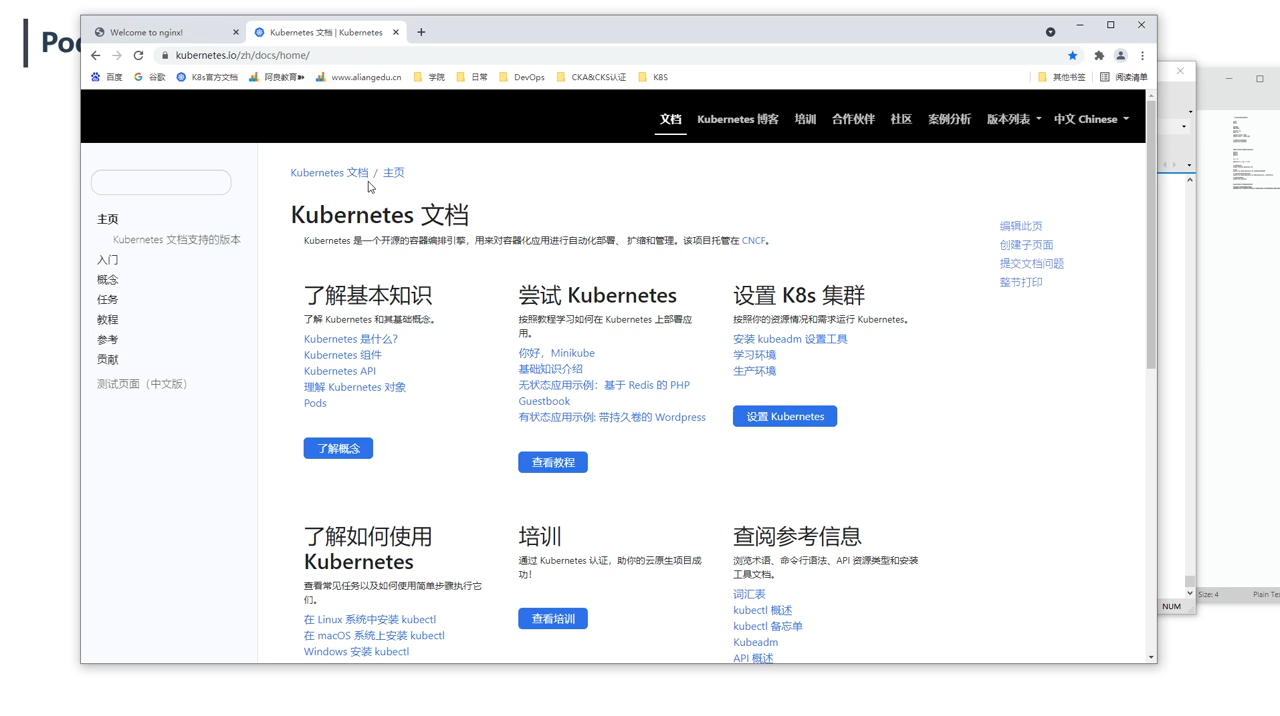 Poc
Welcome to nginx!
Kubernetes 文档 | Kubernetes
kubernetes.io/zh/docs/home/
百度 谷歌 K8s官方文档 阿良教育 www.aliangedu.cn 学院 日常 DevOps CKA&CKS认证 K8S 其他书签 阅读清单
文档 Kubernetes 博客 培训 合作伙伴 社区 案例分析 版本列表 中文 Chinese
Kubernetes 文档 / 主页
主页
Kubernetes 文档支持的版本
入门
概念
任务
教程
参考
贡献
测试页面（中文版）
Kubernetes 文档
Kubernetes 是一个开源的容器编排引擎，用来对容器化应用进行自动化部署、 扩缩和管理。该项目托管在 CNCF。
编辑此页
创建子页面
提交文档问题
整节打印
了解基本知识
了解 Kubernetes 和其基础概念。
Kubernetes 是什么?
Kubernetes 组件
Kubernetes API
理解 Kubernetes 对象
Pods
了解概念
尝试 Kubernetes
按照教程学习如何在 Kubernetes 上部署应
用。
你好，Minikube
基础知识介绍
无状态应用示例：基于 Redis 的 PHP
Guestbook
有状态应用示例: 带持久卷的 Wordpress
查看教程
设置 K8s 集群
按照你的资源情况和需求运行 Kubernetes。
安装 kubeadm 设置工具
学习环境
生产环境
设置 Kubernetes
了解如何使用
Kubernetes
查看常见任务以及如何使用简单步骤执行它
们。
在 Linux 系统中安装 kubectl
在 macOS 系统上安装 kubectl
Windows 安装 kubectl
培训
通过 Kubernetes 认证，助你的云原生项目成
功！
查看培训
查阅参考信息
浏览术语、命令行语法、API 资源类型和安装
工具文档。
词汇表
kubectl 概述
kubectl 备忘单
Kubeadm
API 概述
NUM
Size: 4
Plain Te